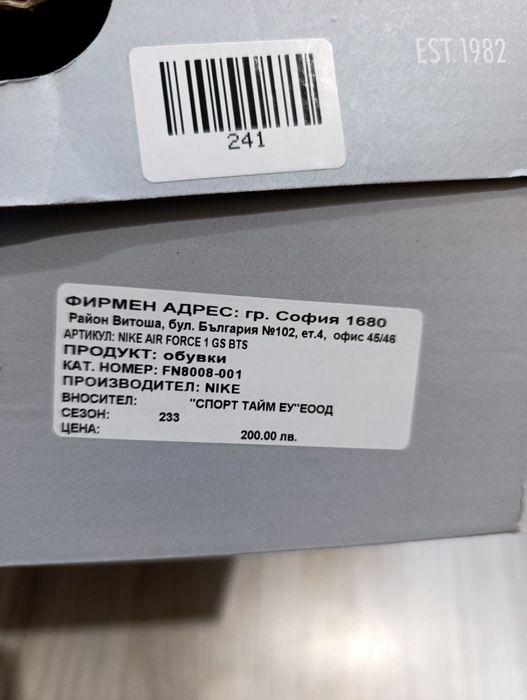 EST.1982
241
ФИРМЕН АДРЕС: гр. София 1680
Район Витоша, бул. България №102, ет.4, офис 45/46
АРТИКУЛ: NIKE AIR FORCE 1 GS BTS
ПРОДУКТ: обувки
КАТ. НОМЕР: FN8008-001
ПРОИЗВОДИТЕЛ: NIKE
ВНОСИТЕЛ: "СПОРТ ТАЙМ ЕУ"ЕООД
СЕЗОН: 233
ЦЕНА: 200.00 лв.